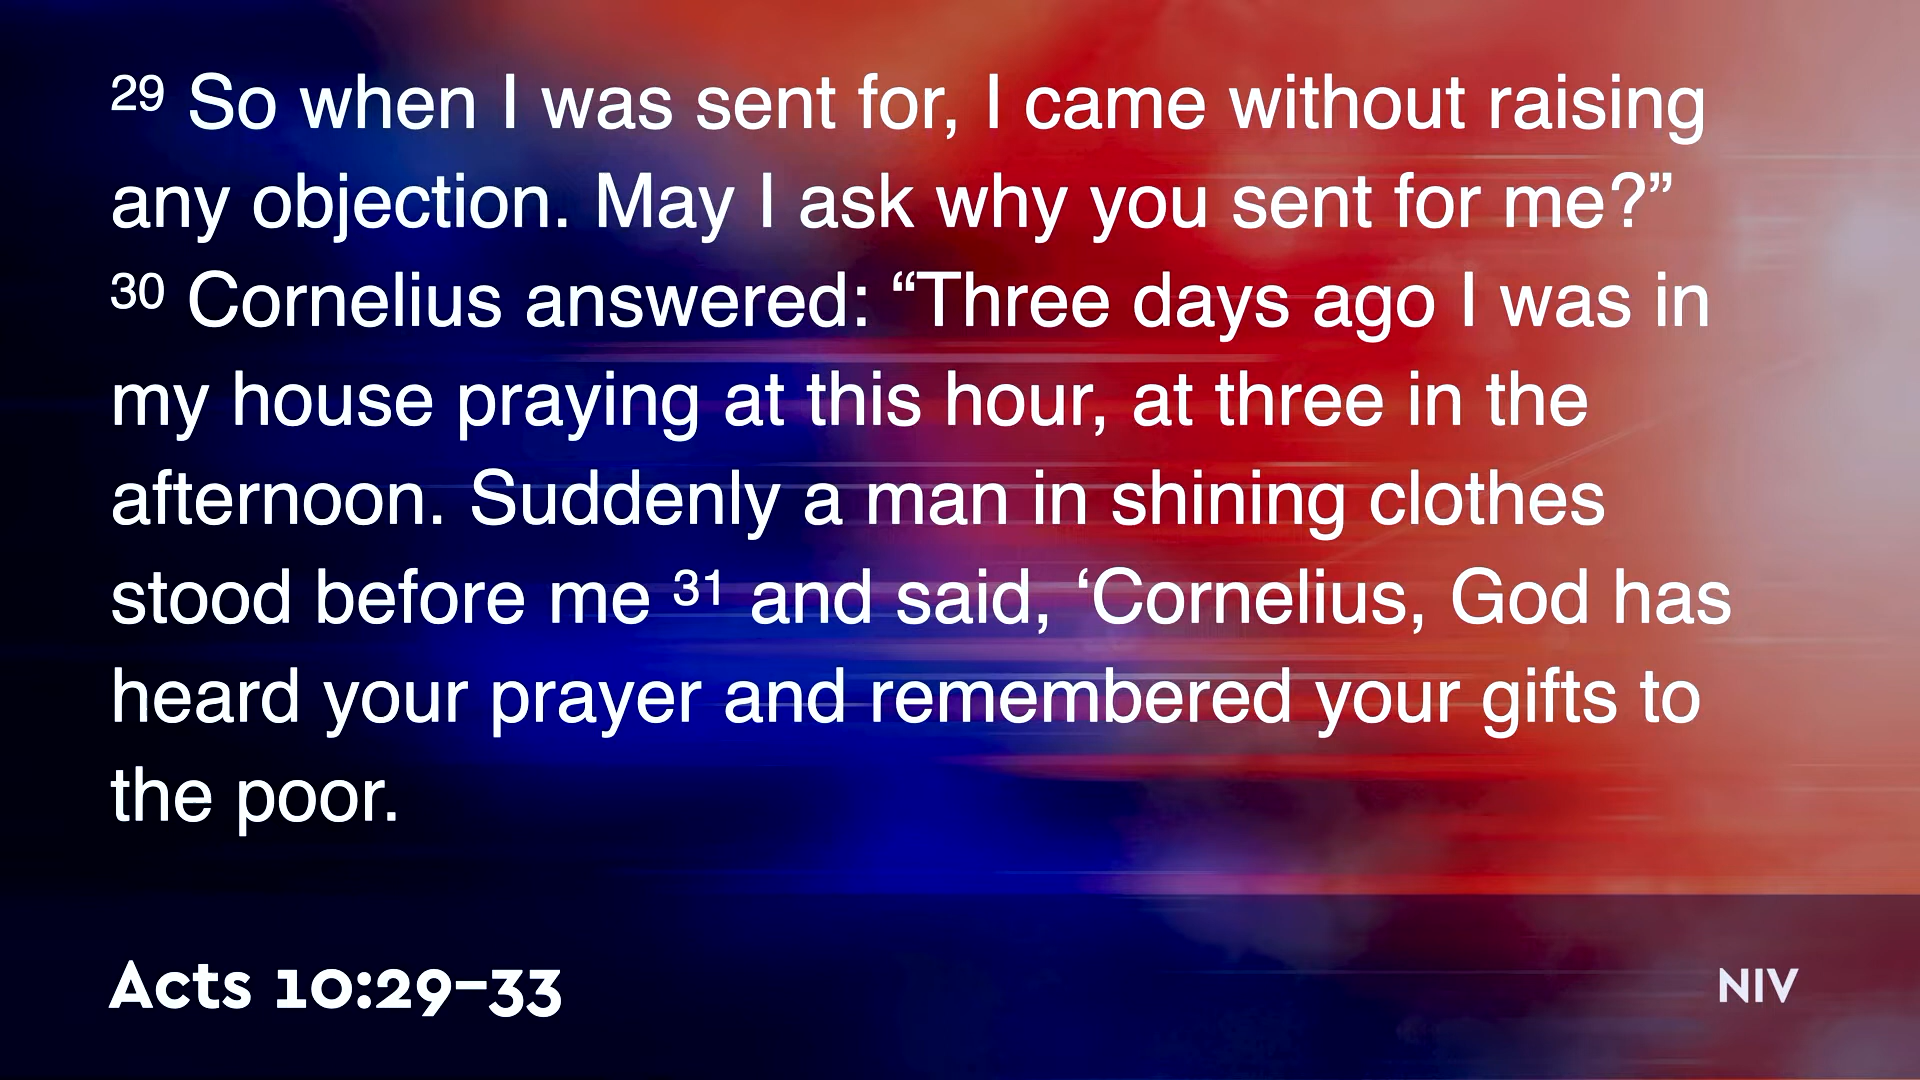 29 So when I was sent for, I came without raising
any objection. May I ask why you sent for me?”
30 Cornelius answered: “Three days ago I was in
my house praying at this hour, at three in the
afternoon. Suddenly a man in shining clothes
stood before me 31 and said, ‘Cornelius, God has
heard your prayer and remembered your gifts to
the poor.
Acts 10:29–33
NIV